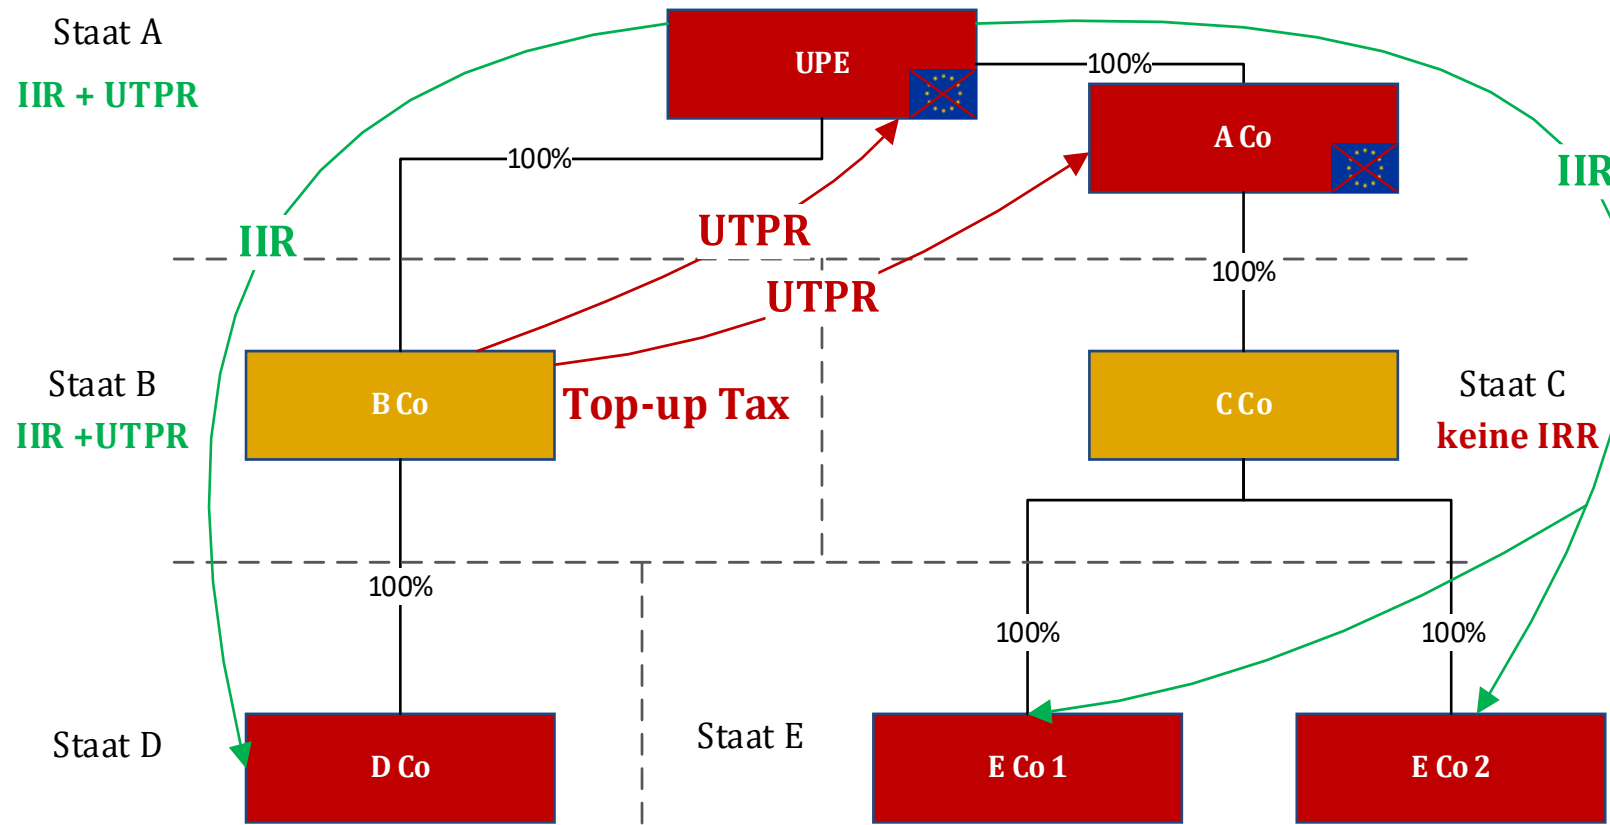 Staat A
IIR + UTPR
UPE
100%
A Co
100%
IIR
IIR
UTPR
UTPR
100%
Staat B
IIR +UTPR
B Co
Top-up Tax
C Co
Staat C
keine IRR
100%
100%
100%
Staat D
D Co
Staat E
E Co 1
E Co 2